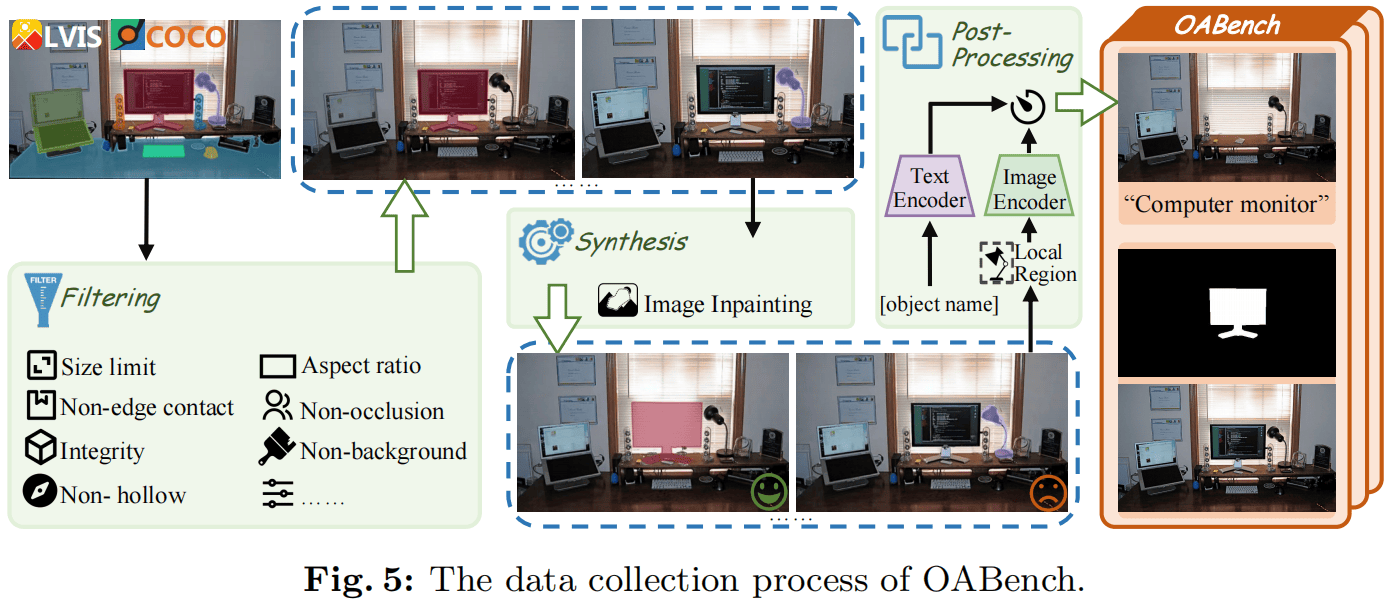 LVIS COCO
Filtering
FILTER
Size limit
Aspect ratio
Non-edge contact
Non-occlusion
Integrity
Non-background
Non- hollow
……
……
Synthesis
Image Inpainting
……
Post-
Processing
Text
Encoder
Image
Encoder
Local
Region
[object name]
OABench
“Computer monitor”
Fig. 5: The data collection process of OABench.